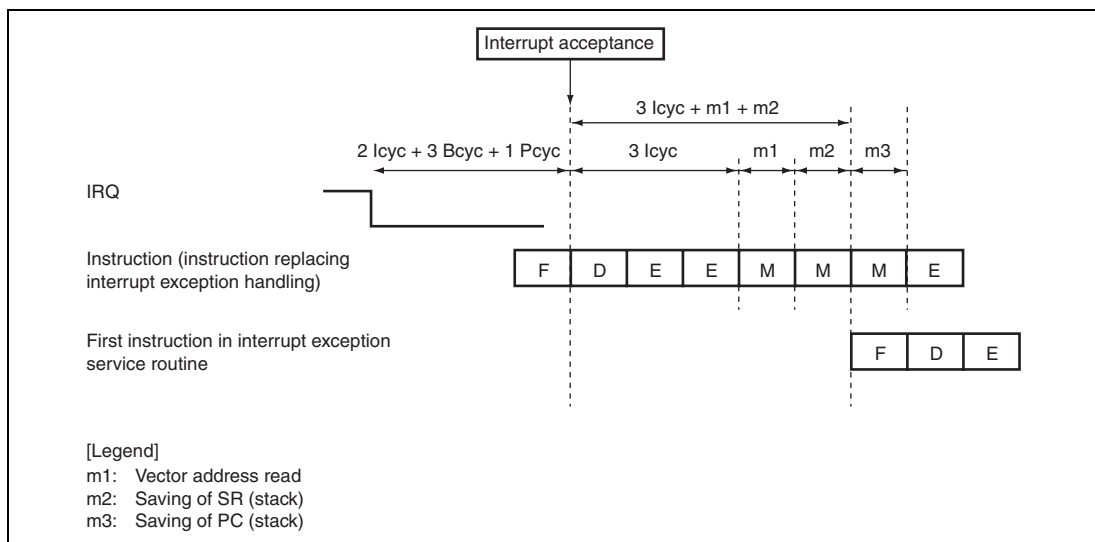 Interrupt acceptance
3 Icyc + m1 + m2
2 Icyc + 3 Bcyc + 1 Pcyc
3 Icyc
m1
m2
m3
IRQ
Instruction (instruction replacing
interrupt exception handling)
F D E E M M M E
First instruction in interrupt exception
service routine
F D E
[Legend]
m1: Vector address read
m2: Saving of SR (stack)
m3: Saving of PC (stack)